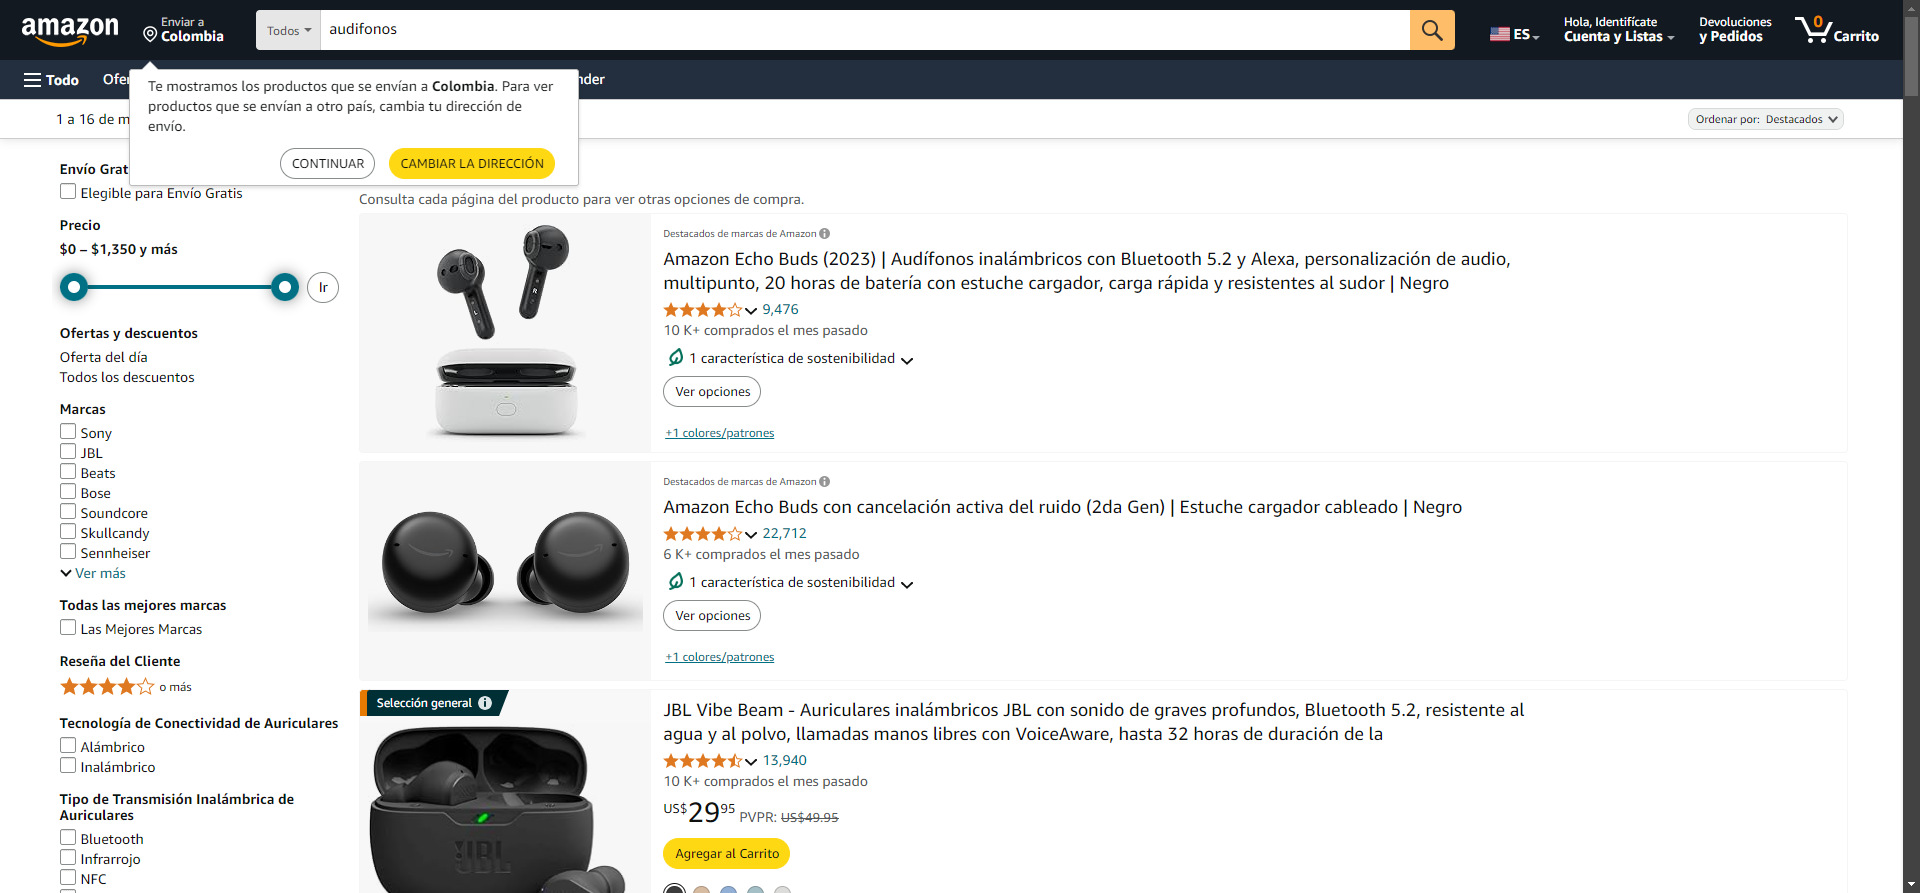 amazon
Enviar a
Colombia
Todos
audifonos
ES
Hola, Identifícate
Cuenta y Listas
Devoluciones
y Pedidos
0
Carrito
Todo
nder
Te mostramos los productos que se envían a Colombia. Para ver
productos que se envían a otro país, cambia tu dirección de
envío.
CONTINUAR
CAMBIAR LA DIRECCIÓN
1 a 16 de
Ordenar por: Destacados
Envío
Elegible para Envío Gratis
Precio
$0 – $1,350 y más
Ir
Ofertas y descuentos
Oferta del día
Todos los descuentos
Marcas
Sony
JBL
Beats
Bose
Soundcore
Skullcandy
Sennheiser
Ver más
Todas las mejores marcas
Las Mejores Marcas
Reseña del Cliente
o más
Tecnología de Conectividad de Auriculares
Alámbrico
Inalámbrico
Tipo de Transmisión Inalámbrica de
Auriculares
Bluetooth
Infrarrojo
NFC
Consulta cada página del producto para ver otras opciones de compra.
Destacados de marcas de Amazon
Amazon Echo Buds (2023) | Audífonos inalámbricos con Bluetooth 5.2 y Alexa, personalización de audio,
multipunto, 20 horas de batería con estuche cargador, carga rápida y resistentes al sudor | Negro
9,476
10 K+ comprados el mes pasado
1 característica de sostenibilidad
Ver opciones
+1 colores/patrones
Destacados de marcas de Amazon
Amazon Echo Buds con cancelación activa del ruido (2da Gen) | Estuche cargador cableado | Negro
22,712
6 K+ comprados el mes pasado
1 característica de sostenibilidad
Ver opciones
+1 colores/patrones
Selección general
JBL
JBL Vibe Beam - Auriculares inalámbricos JBL con sonido de graves profundos, Bluetooth 5.2, resistente al
agua y al polvo, llamadas manos libres con VoiceAware, hasta 32 horas de duración de la
13,940
10 K+ comprados el mes pasado
US$29.95 PVPR: US$49.95
Agregar al Carrito